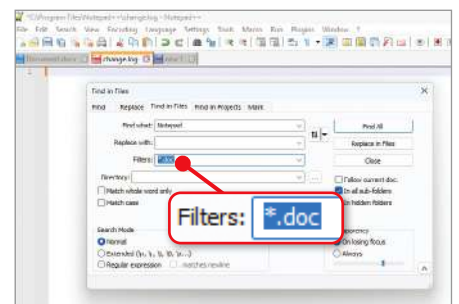 *C:\Program Files\Notepad++\change.log - Notepad++
File Edit Search View Encoding Language Settings Tools Macro Run Plugins Window ?
change.log
Find in Files
Find Replace Find in Files Find in Projects Mark
Find what: Notepad
Find All
Replace with:
Replace in Files
Filters: *.doc
Close
Directory:
Follow current doc.
Match whole word only
In all sub-folders
Match case
In hidden folders
Filters: *.doc
Search Mode
Normal
On losing focus
Extended (\n, \r, \t, \0, \x...)
Always
Regular expression
. matches newline